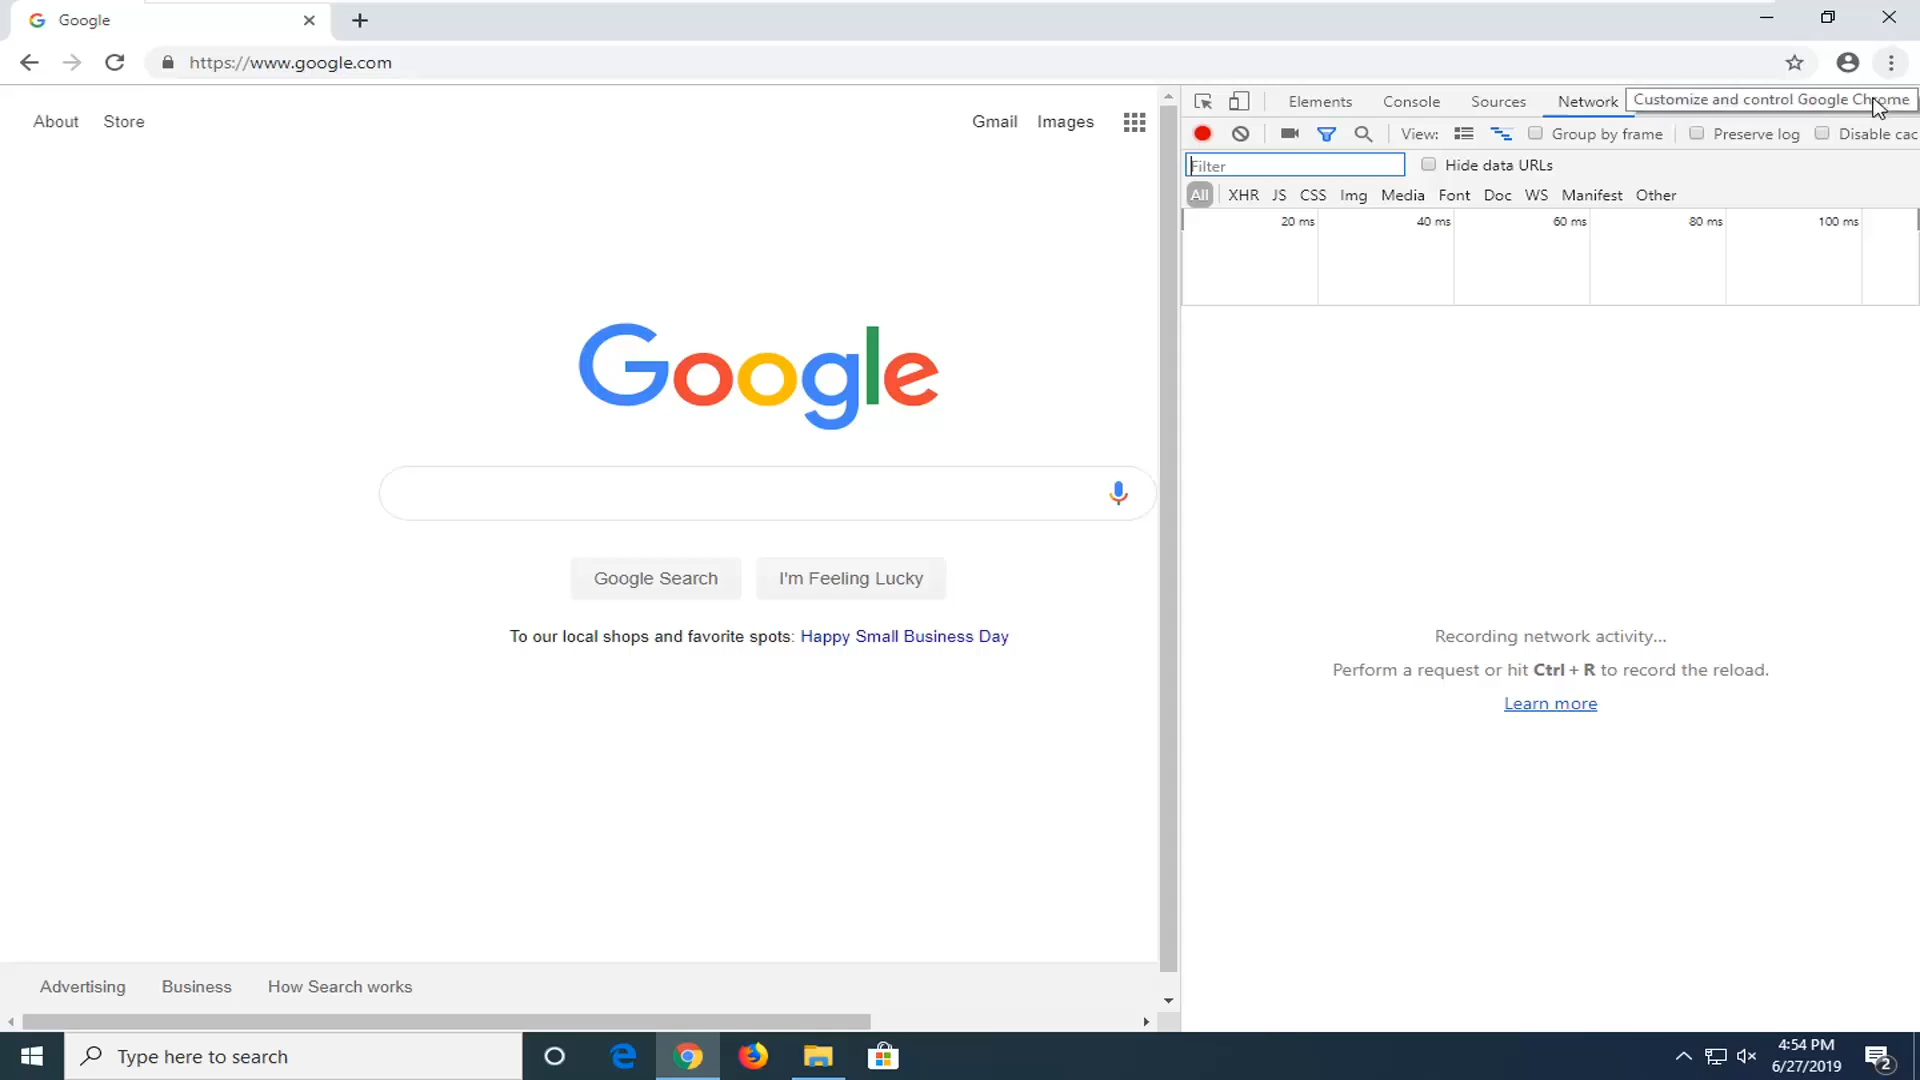 Google
https://www.google.com
About Store Gmail Images
Elements Console Sources Network
Customize and control Google Chrome
View: Group by frame Preserve log Disable cac
Filter Hide data URLs
All XHR JS CSS Img Media Font Doc WS Manifest Other
20 ms 40 ms 60 ms 80 ms 100 ms
Google
Google Search I'm Feeling Lucky
To our local shops and favorite spots: Happy Small Business Day
Recording network activity...
Perform a request or hit Ctrl + R to record the reload.
Learn more
Advertising Business How Search works
Type here to search
4:54 PM
6/27/2019
2